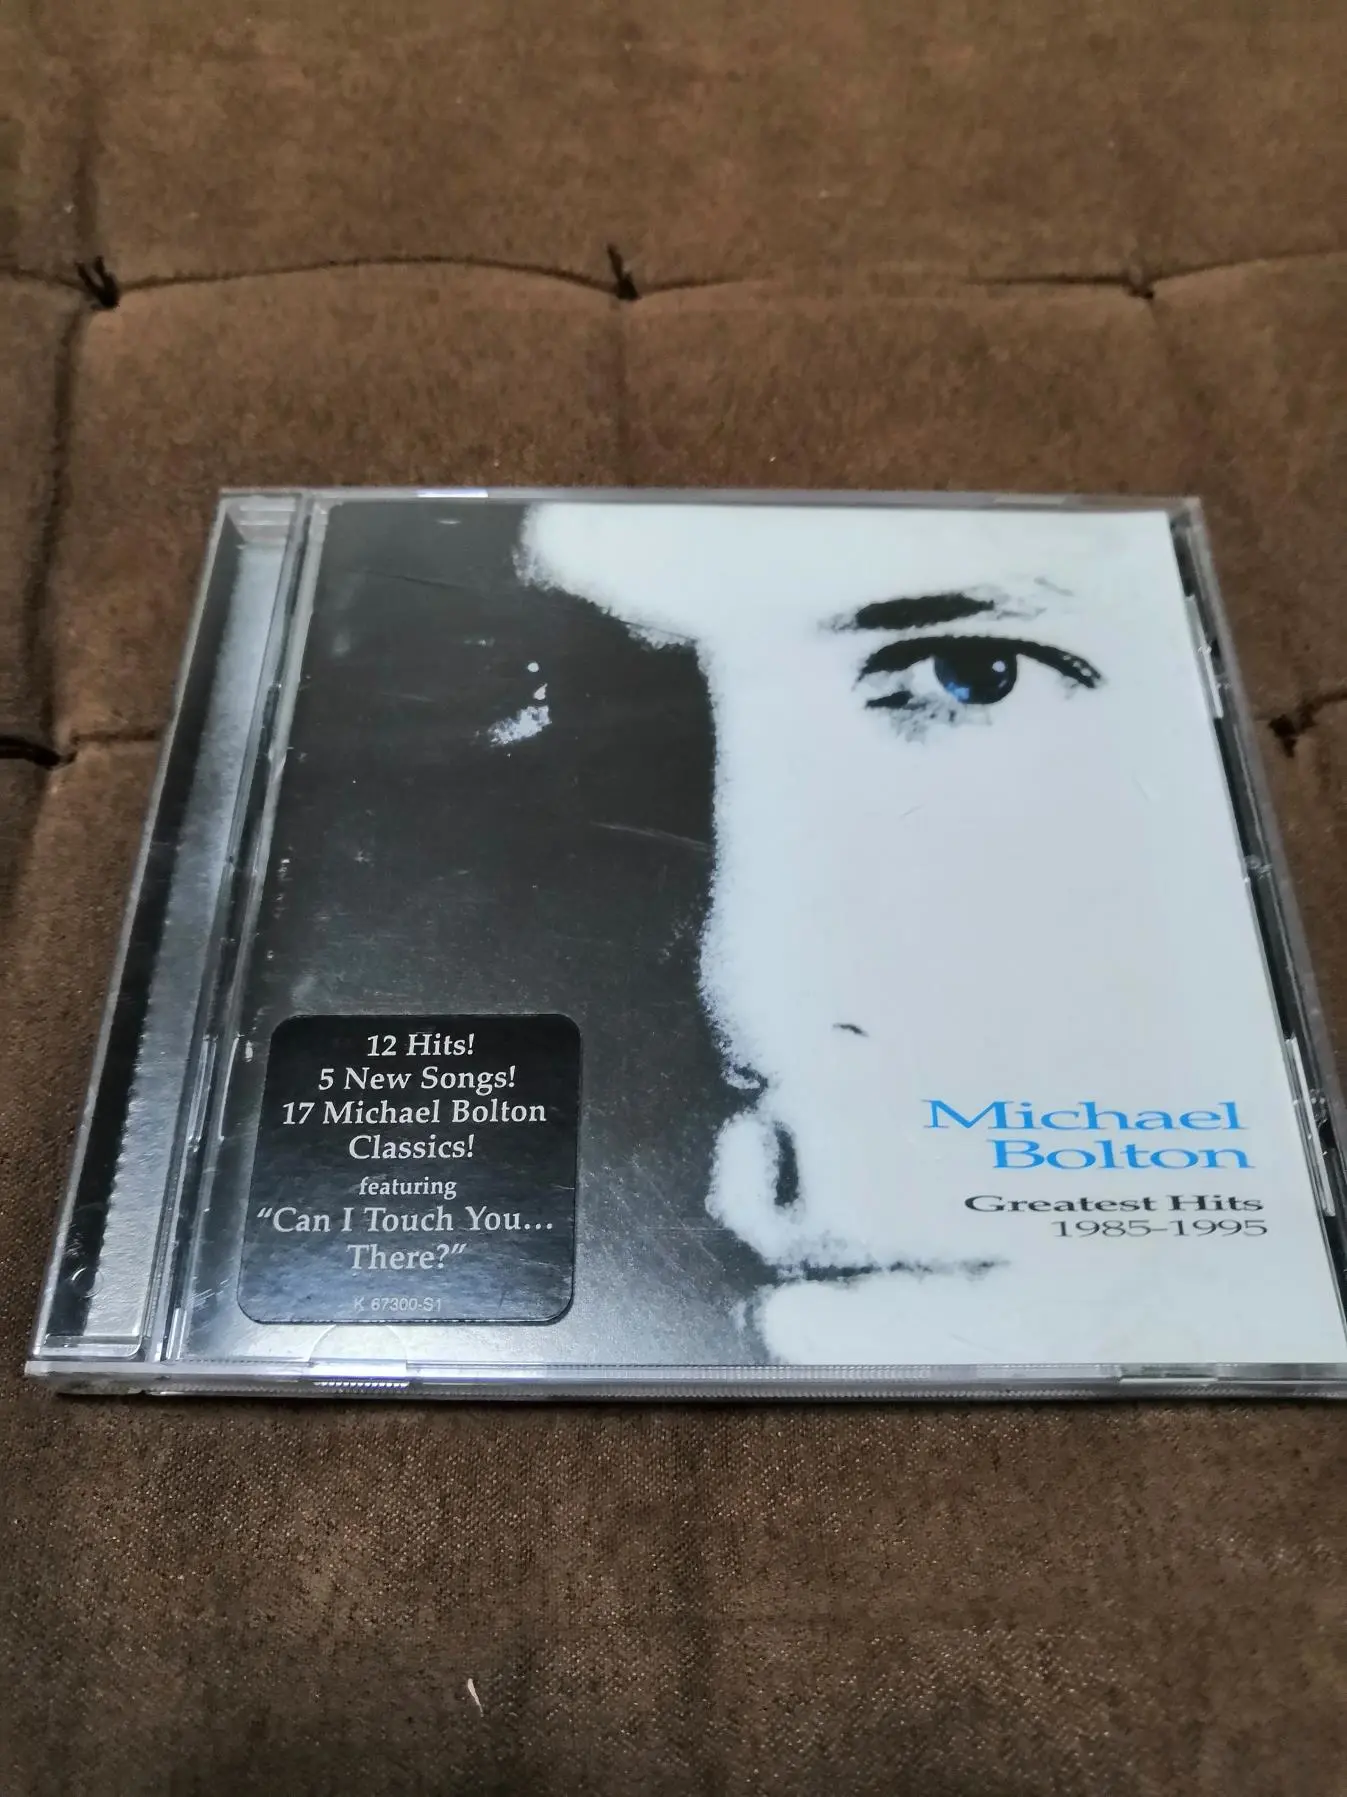 12 Hits!
5 New Songs!
17 Michael Bolton
Classics!
featuring
“Can I Touch You...
There?”
K 67300-S1
Michael
Bolton
Greatest Hits
1985-1995